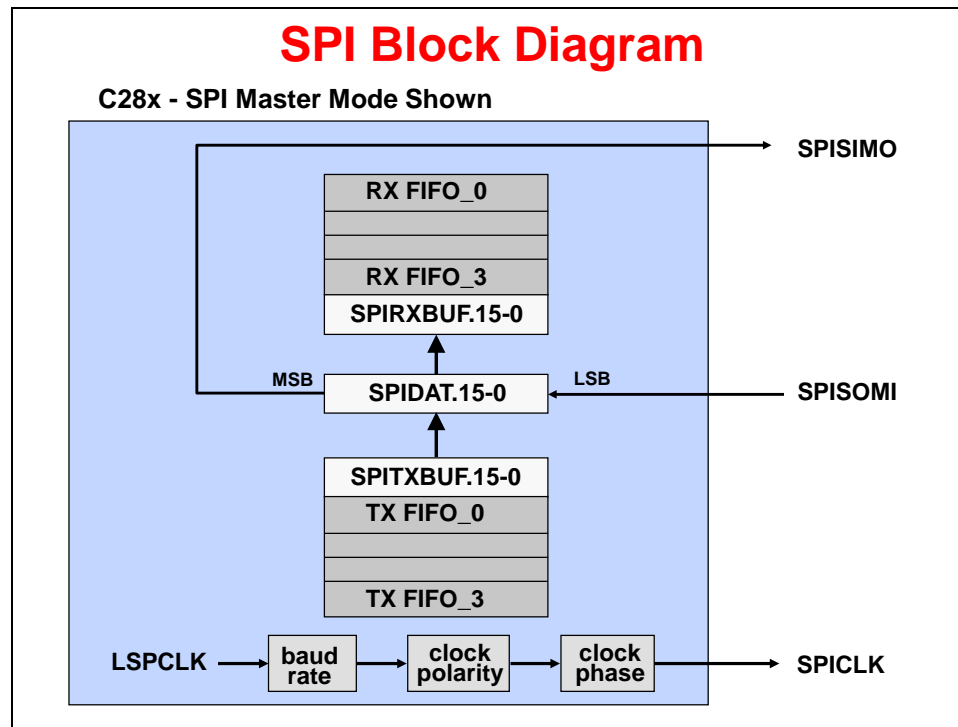 SPI Block Diagram
C28x - SPI Master Mode Shown
SPISIMO
RX FIFO_0
RX FIFO_3
SPIRXBUF.15-0
MSB
LSB
SPIDAT.15-0
SPISOMI
SPITXBUF.15-0
TX FIFO_0
TX FIFO_3
LSPCLK
baud
rate
clock
polarity
clock
phase
SPICLK